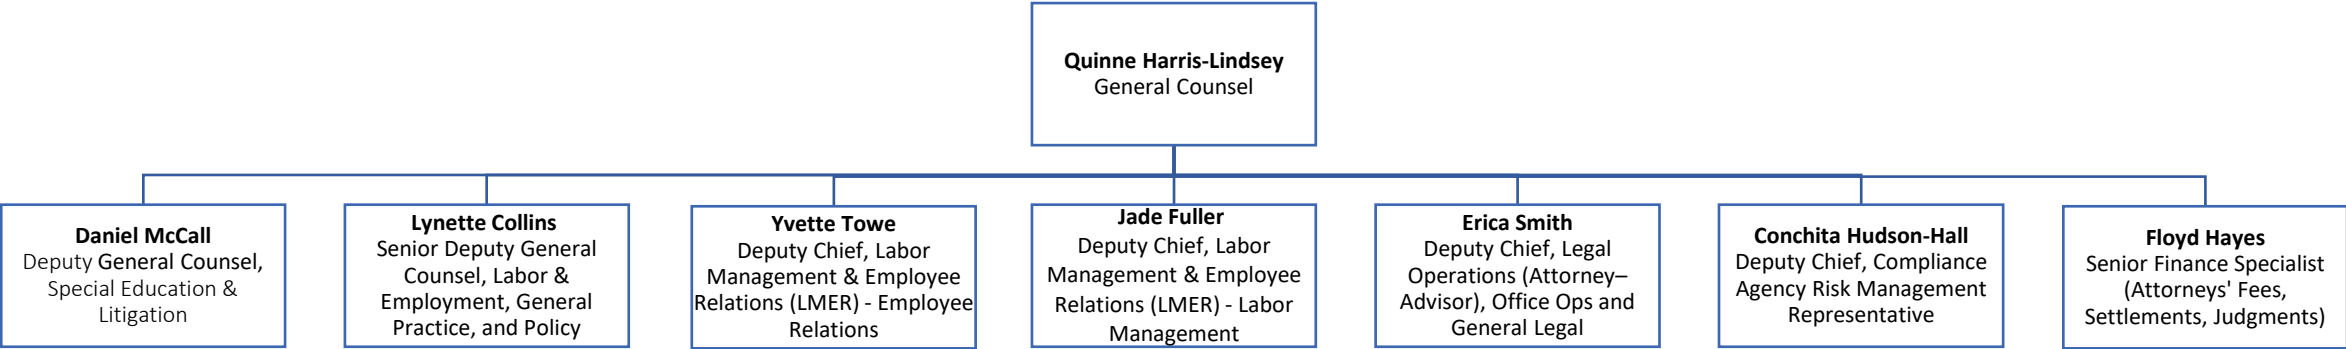 Quinne Harris-Lindsey
General Counsel
Daniel McCall
Deputy General Counsel,
Special Education &
Litigation
Lynette Collins
Senior Deputy General
Counsel, Labor &
Employment, General
Practice, and Policy
Yvette Towe
Deputy Chief, Labor
Management & Employee
Relations (LMER) - Employee
Relations
Jade Fuller
Deputy Chief, Labor
Management & Employee
Relations (LMER) - Labor
Management
Erica Smith
Deputy Chief, Legal
Operations (Attorney–
Advisor), Office Ops and
General Legal
Conchita Hudson-Hall
Deputy Chief, Compliance
Agency Risk Management
Representative
Floyd Hayes
Senior Finance Specialist
(Attorneys' Fees,
Settlements, Judgments)